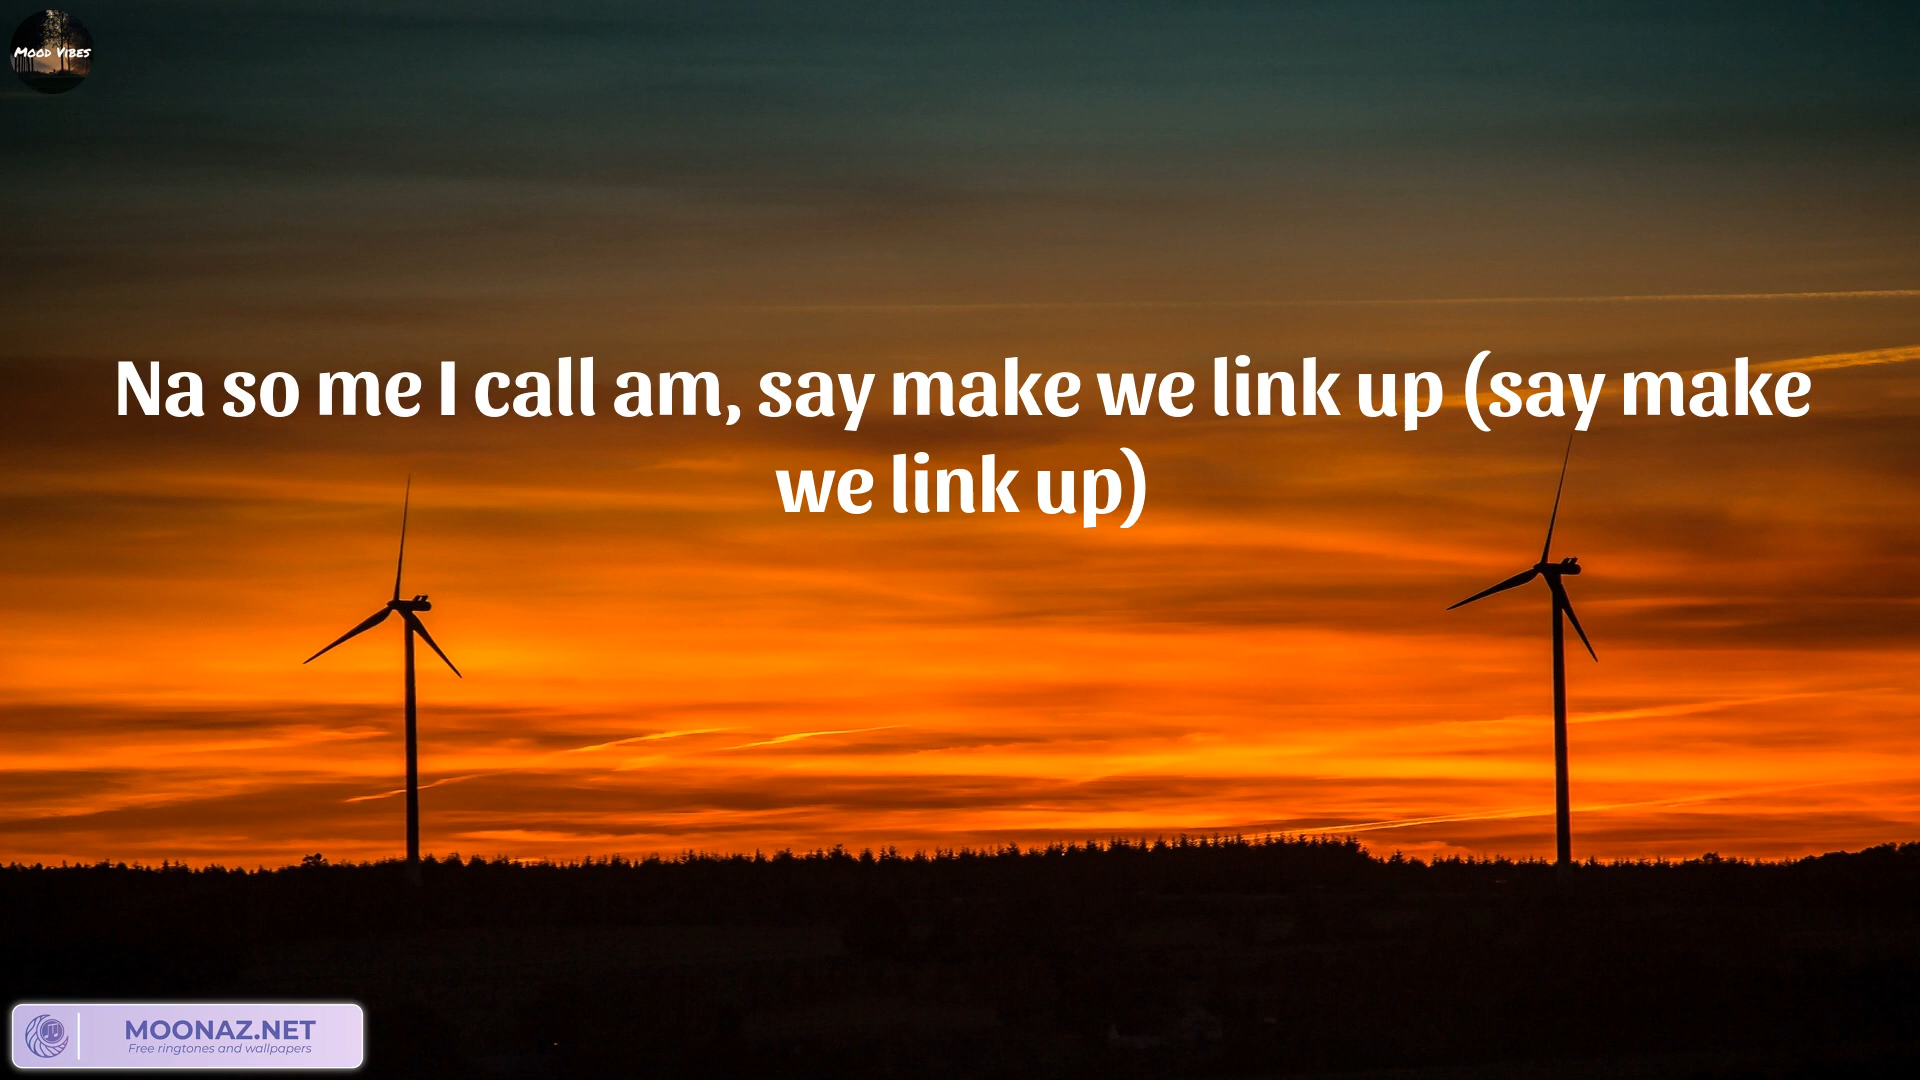 Mood Vibes
Na so me I call am, say make we link up (say make
we link up)
MOONAZ.NET
Free ringtones and wallpapers